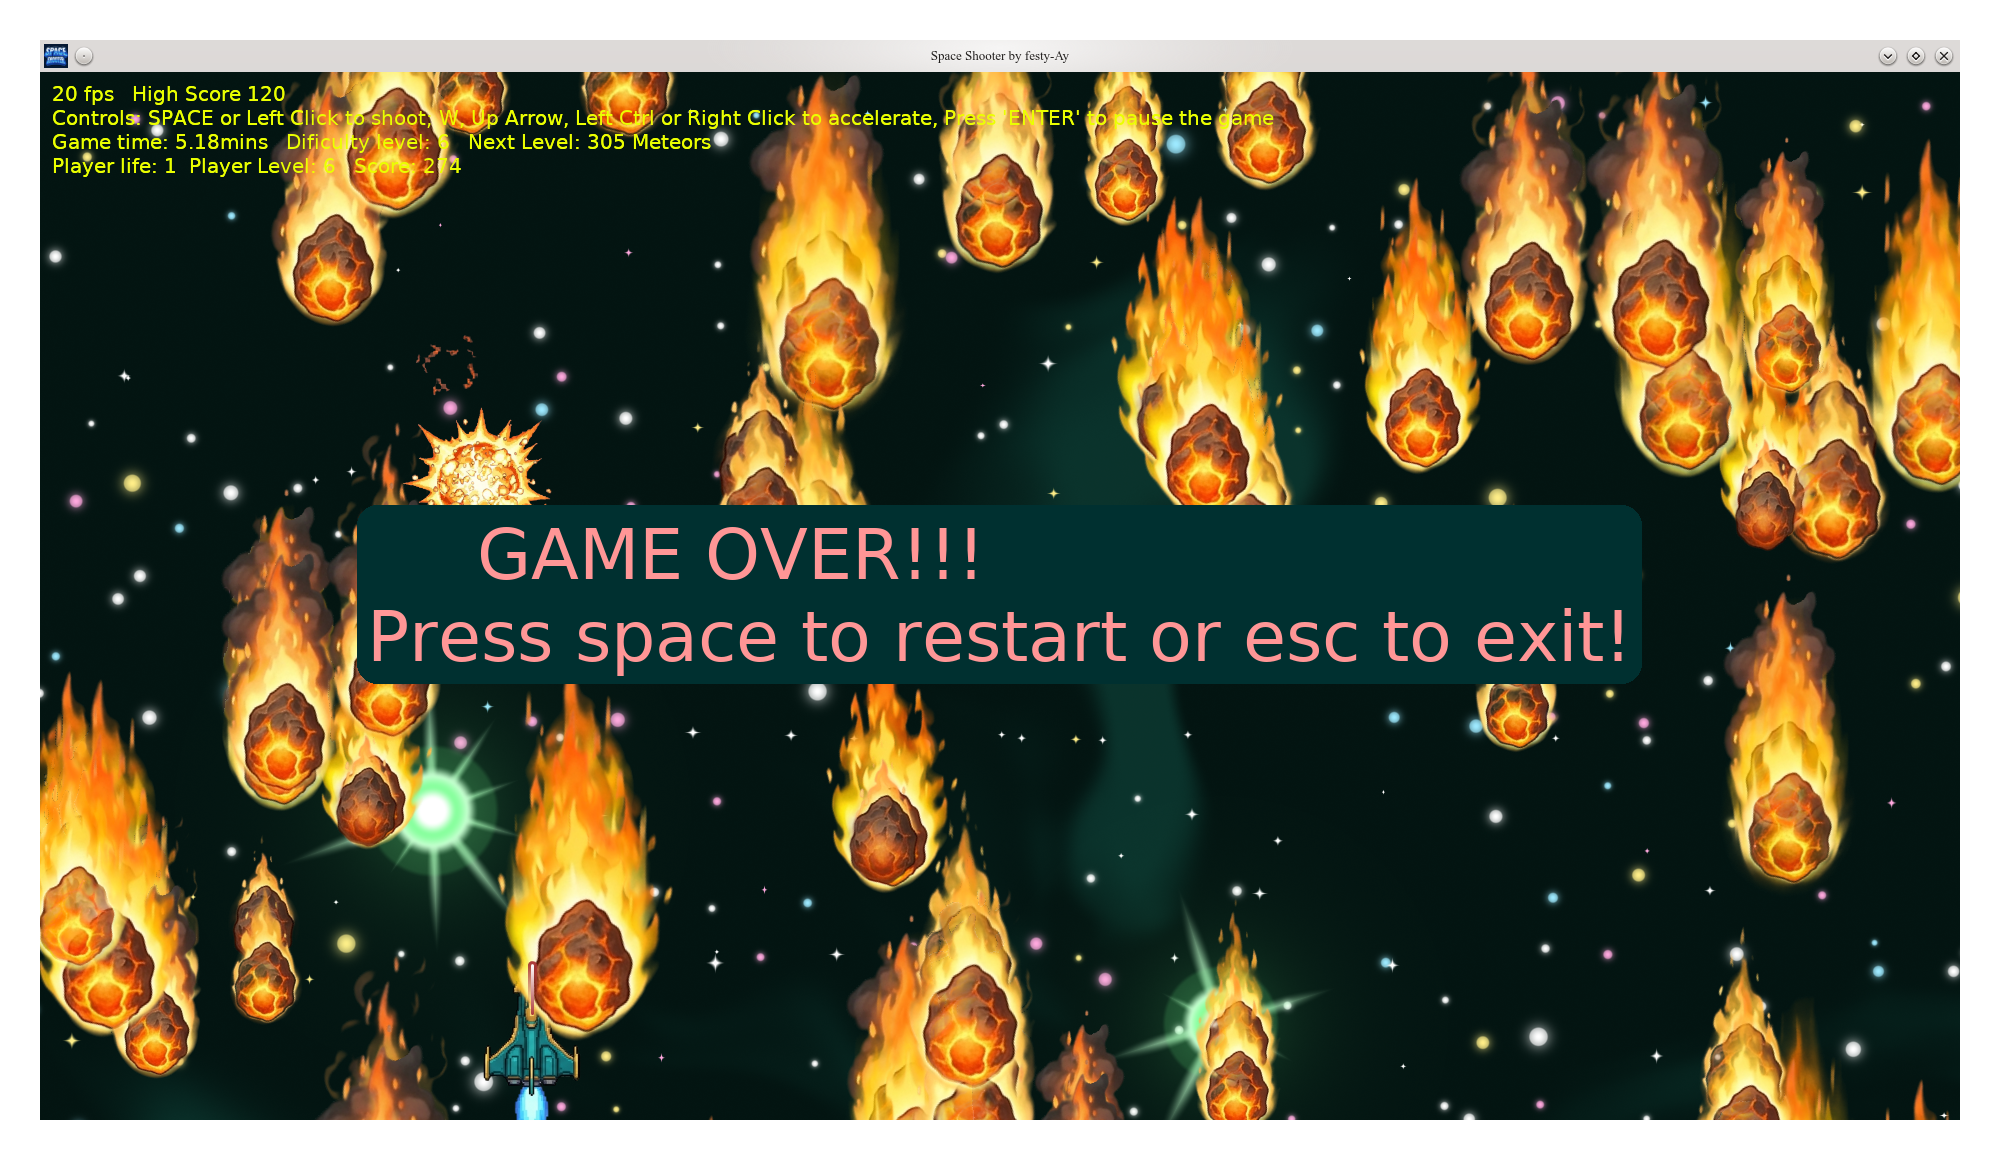 SPACE SHOOTER
Space Shooter by festy-Ay
20 fps High Score 120
Controls: SPACE or Left Click to shoot, W, Up Arrow, Left Ctrl or Right Click to accelerate, Press 'ENTER' to pause the game
Game time: 5.18mins Dificulty level: 6 Next Level: 305 Meteors
Player life: 1 Player Level: 6 Score: 274
GAME OVER!!!
Press space to restart or esc to exit!